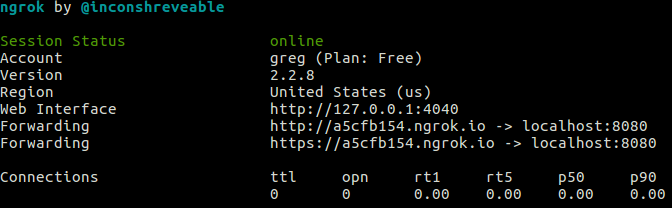 ngrok by @inconshreveable
Session Status online
Account greg (Plan: Free)
Version 2.2.8
Region United States (us)
Web Interface http://127.0.0.1:4040
Forwarding http://a5cfb154.ngrok.io -> localhost:8080
Forwarding https://a5cfb154.ngrok.io -> localhost:8080
Connections ttl opn rt1 rt5 p50 p90
0 0 0.00 0.00 0.00 0.00